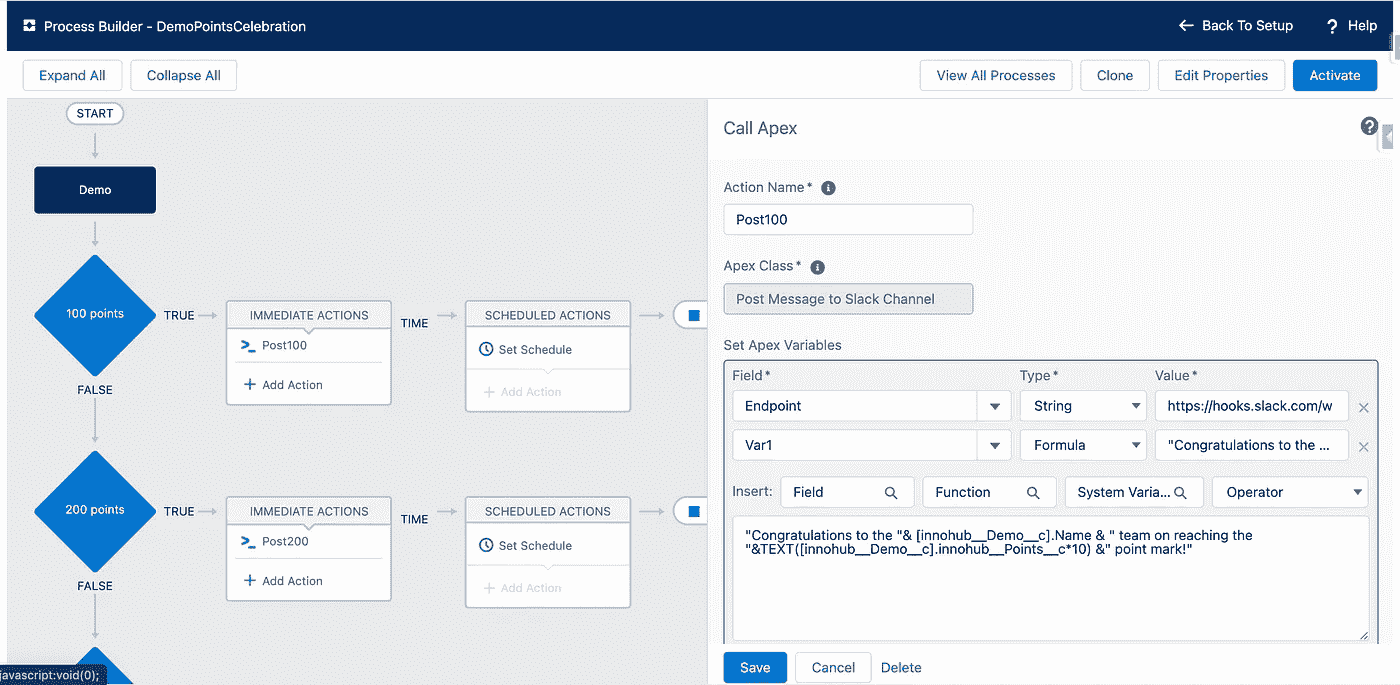 Process Builder - DemoPointsCelebration
Back To Setup
? Help
Expand All
Collapse All
View All Processes
Clone
Edit Properties
Activate
START
Demo
100 points
TRUE
IMMEDIATE ACTIONS
Post100
+ Add Action
TIME
SCHEDULED ACTIONS
Set Schedule
+ Add Action
FALSE
200 points
TRUE
IMMEDIATE ACTIONS
Post200
+ Add Action
TIME
SCHEDULED ACTIONS
Set Schedule
+ Add Action
FALSE
javascript:void(0);
Call Apex
Action Name*
Post100
Apex Class*
Post Message to Slack Channel
Set Apex Variables
Field* Type* Value*
Endpoint String https://hooks.slack.com/w
Var1 Formula "Congratulations to the ...
Insert: Field Function System Varia... Operator
"Congratulations to the "& [innohub__Demo__c].Name & " team on reaching the
"&TEXT([innohub__Demo__c].innohub__Points__c*10) &" point mark!"
Save Cancel Delete